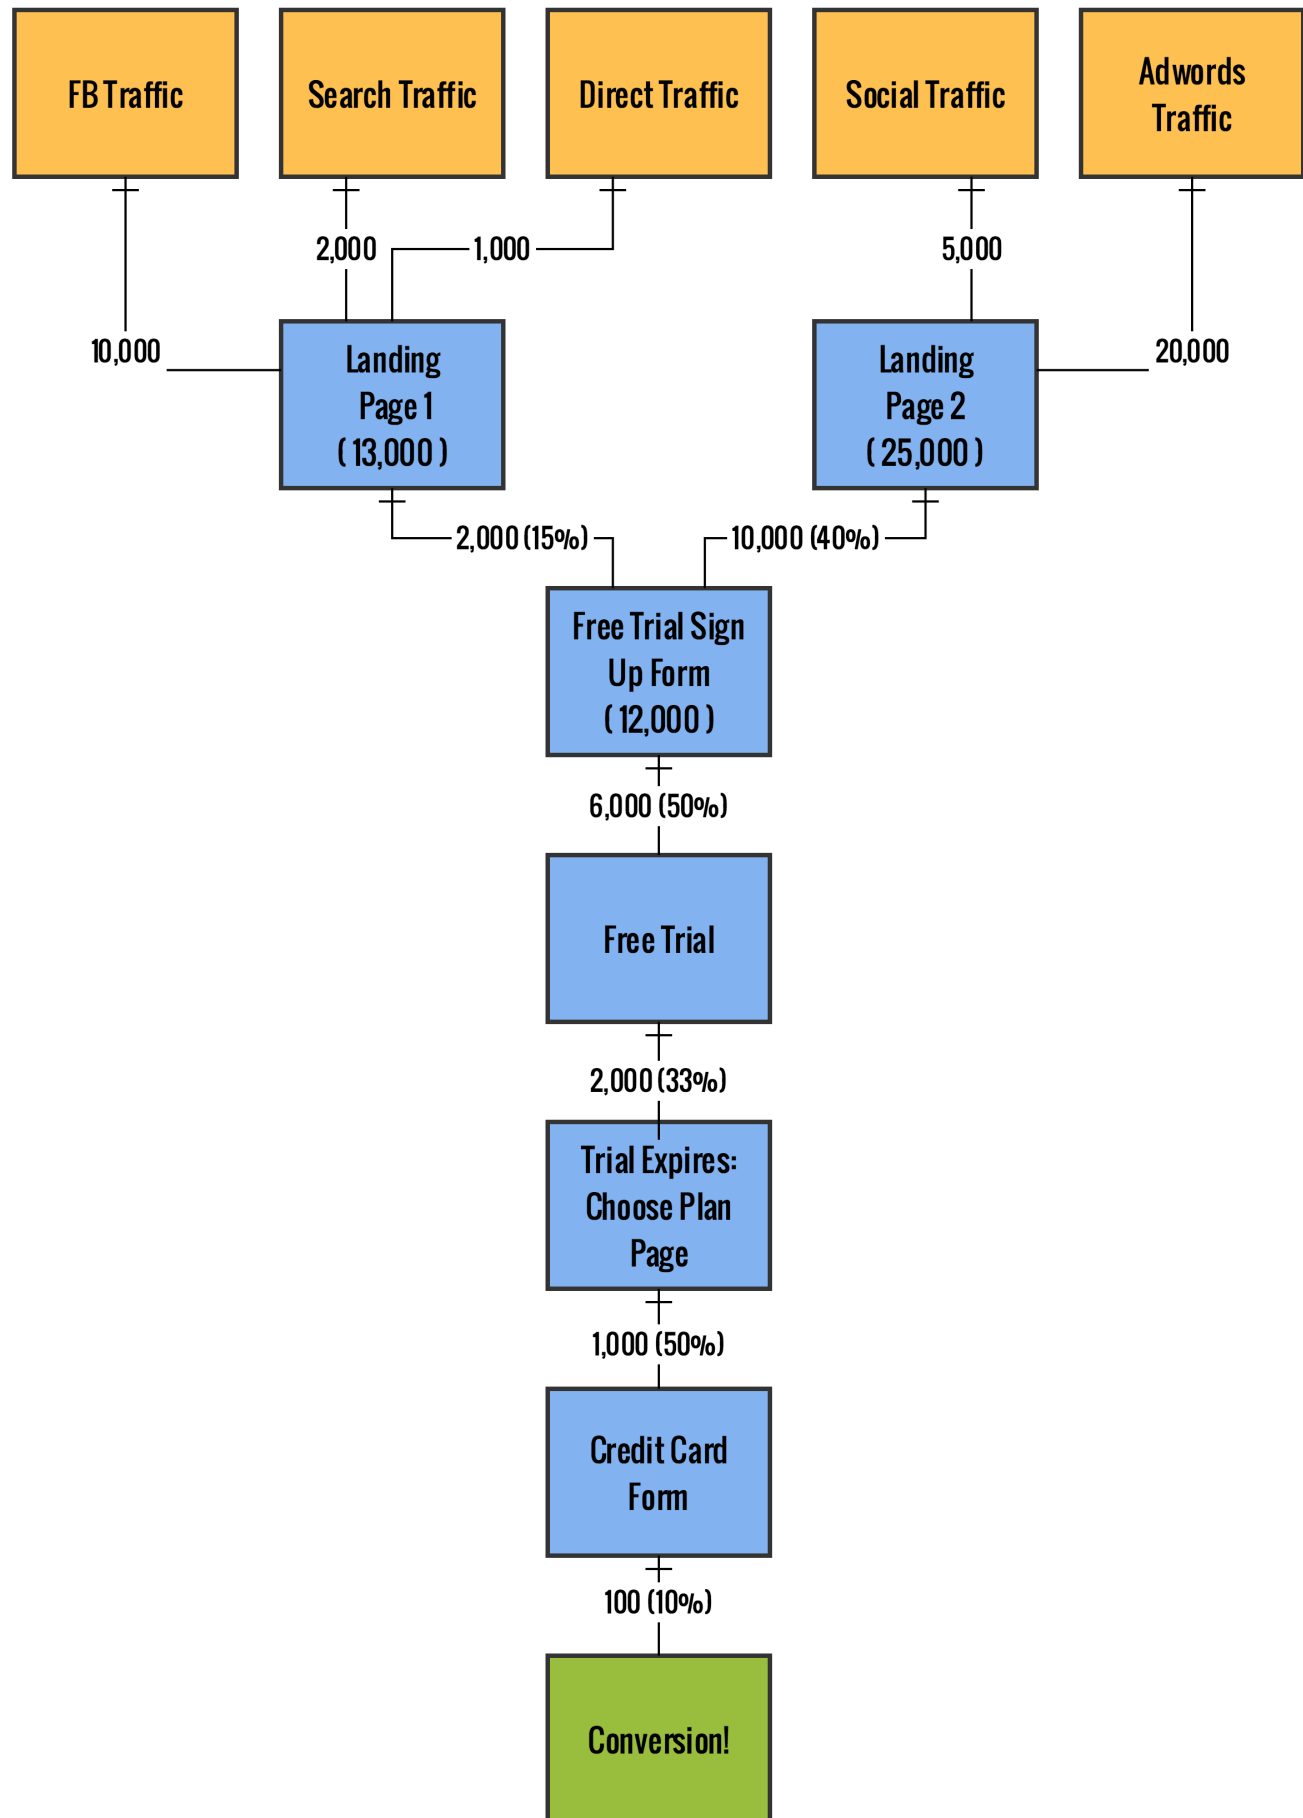 FB Traffic
Search Traffic
Direct Traffic
Social Traffic
Adwords
Traffic
2,000
1,000
5,000
10,000
20,000
Landing
Page 1
( 13,000 )
Landing
Page 2
( 25,000 )
2,000 (15%)
10,000 (40%)
Free Trial Sign
Up Form
( 12,000 )
6,000 (50%)
Free Trial
2,000 (33%)
Trial Expires:
Choose Plan
Page
1,000 (50%)
Credit Card
Form
100 (10%)
Conversion!